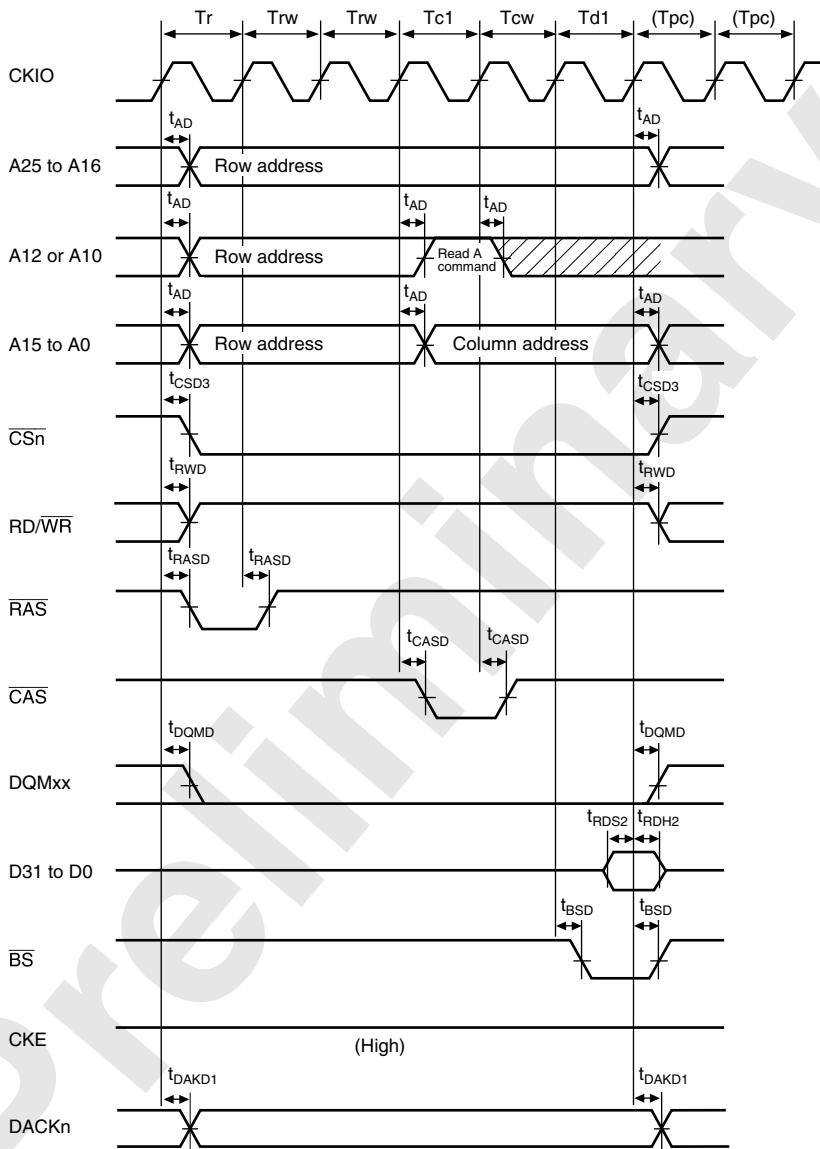 Tr Trw Trw Tc1 Tcw Td1 (Tpc) (Tpc)
CKIO
tAD tAD
A25 to A16 Row address
tAD tAD tAD
A12 or A10 Row address Read A
command
tAD tAD tAD
A15 to A0 Row address Column address
tCSD3 tCSD3
CSn
tRWD tRWD
RD/WR
tRASD tRASD
RAS
tCASD tCASD
CAS
tDQMD tDQMD
DQMxx
tRDS2 tRDH2
D31 to D0
tBSD tBSD
BS
CKE
(High)
tDAKD1 tDAKD1
DACKn
Preliminary